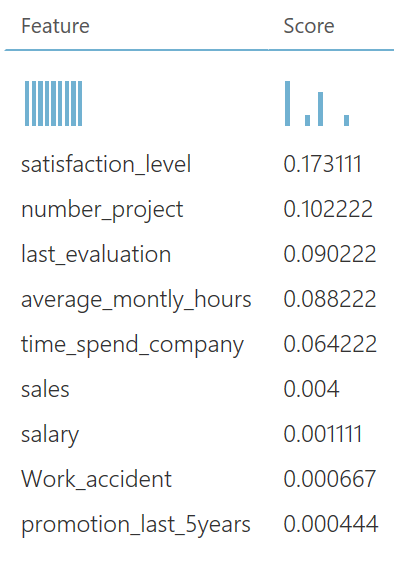 Feature Score
satisfaction_level 0.173111
number_project 0.102222
last_evaluation 0.090222
average_montly_hours 0.088222
time_spend_company 0.064222
sales 0.004
salary 0.001111
Work_accident 0.000667
promotion_last_5years 0.000444